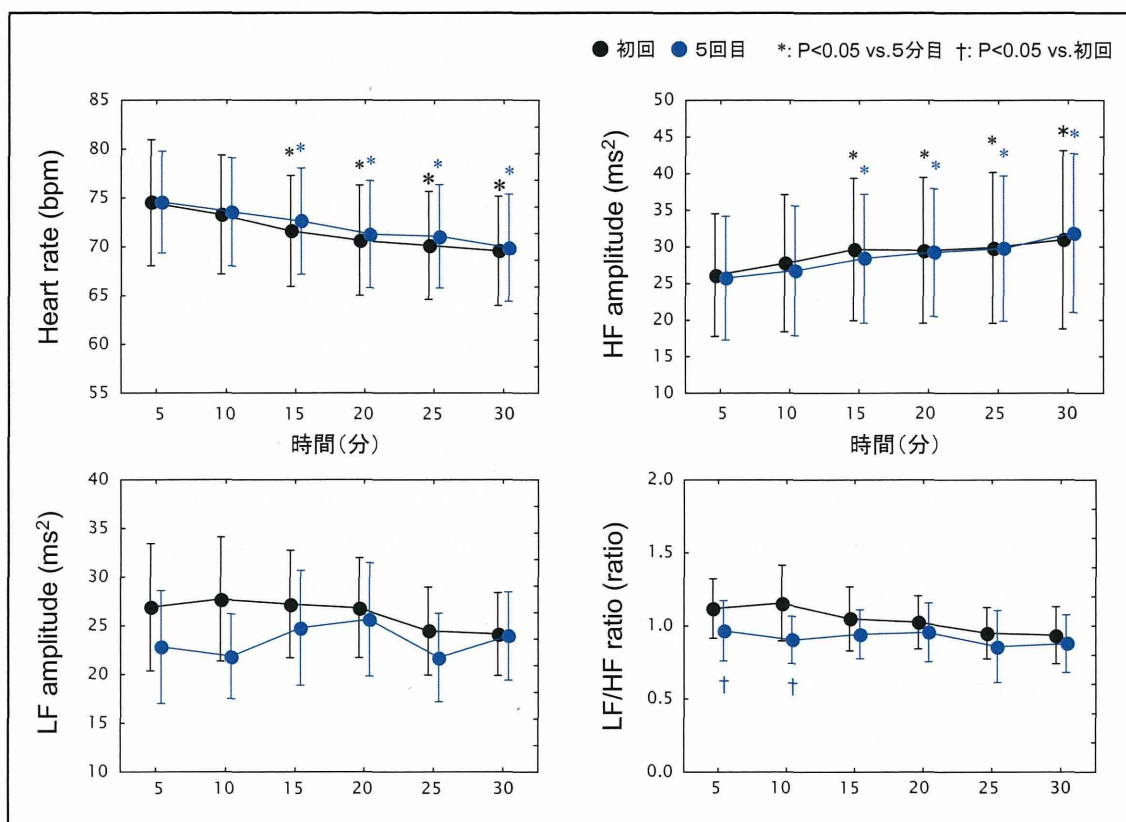 ● 初回 ● 5回目 *: P<0.05 vs.5分目 †: P<0.05 vs.初回
Heart rate (bpm)
85
80
75
70
65
60
55
* * * * * * * *
5 10 15 20 25 30
時間(分)
HF amplitude (ms²)
50
45
40
35
30
25
20
15
10
* * * * * * * *
5 10 15 20 25 30
時間(分)
LF amplitude (ms²)
40
35
30
25
20
15
10
5 10 15 20 25 30
LF/HF ratio (ratio)
2.0
1.5
1.0
0.5
0.0
† †
5 10 15 20 25 30